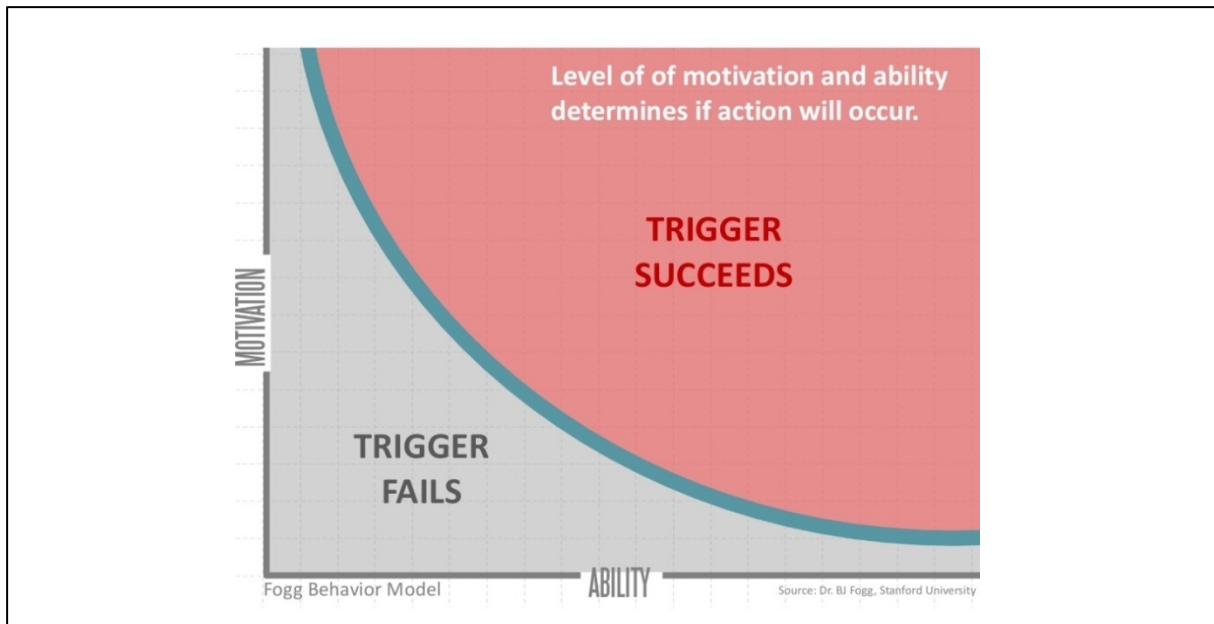 Level of of motivation and ability
determines if action will occur.
TRIGGER
SUCCEEDS
MOTIVATION
TRIGGER
FAILS
ABILITY
Fogg Behavior Model
Source: Dr. BJ Fogg, Stanford University